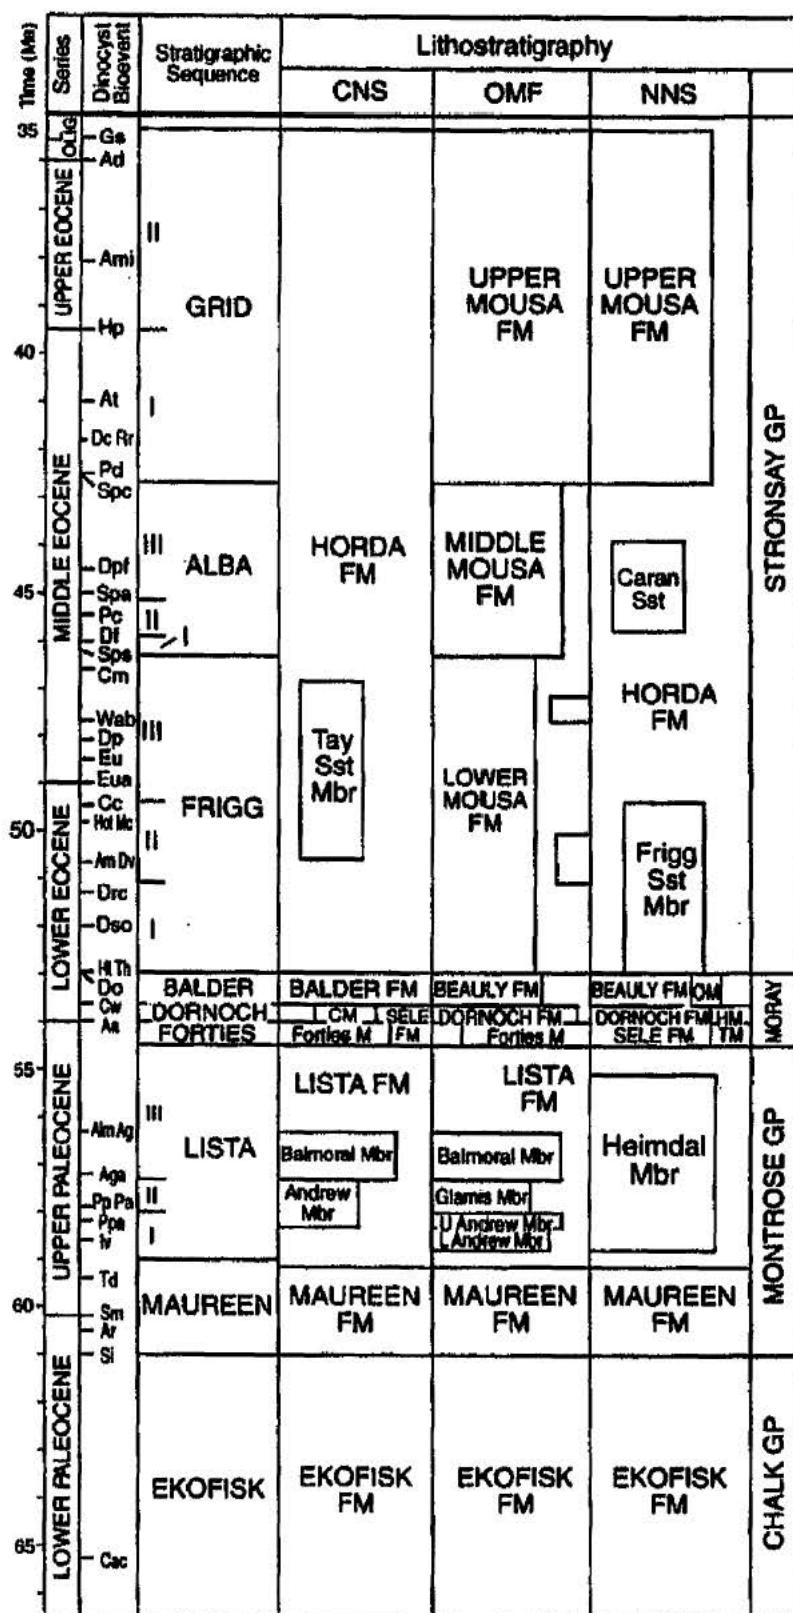 Time (Ma)
Series
Dinocyst
Bioevent
Stratigraphic
Sequence
Lithostratigraphy
CNS
OMF
NNS
35
40
45
50
55
60
65
OLIG
UPPER EOCENE
MIDDLE EOCENE
LOWER EOCENE
UPPER PALEOCENE
LOWER PALEOCENE
Gs
Ad
Ami
Hp
At
Dc Rr
Pd
Spc
Dpf
Spa
Pc
Df
Sps
Cm
Wab
Dp
Eu
Eua
Cc
Hot Mc
Am Dv
Drc
Dso
Ht Th
Do
Cw
Aa
Alm Ag
Aga
Pp Pa
Ppa
Iv
Td
Sm
Ar
Si
Cac
II
GRID
I
III
ALBA
II
I
III
FRIGG
II
I
BALDER
DORNOCH
FORTIES
III
LISTA
II
I
MAUREEN
EKOFISK
HORDA
FM
Tay
Sst
Mbr
BALDER FM
CM
SELE
Forties M
FM
LISTA FM
Balmoral Mbr
Andrew
Mbr
MAUREEN
FM
EKOFISK
FM
UPPER
MOUSA
FM
MIDDLE
MOUSA
FM
LOWER
MOUSA
FM
BEAULY FM
DORNOCH FM
Forties M
LISTA
FM
Balmoral Mbr
Glamis Mbr
U Andrew Mbr
L Andrew Mbr
MAUREEN
FM
EKOFISK
FM
UPPER
MOUSA
FM
Caran
Sst
HORDA
FM
Frigg
Sst
Mbr
BEAULY FM
OM
DORNOCH FM
HM
SELE FM
TM
Heimdal
Mbr
MAUREEN
FM
EKOFISK
FM
STRONSAY GP
MORAY
MONTROSE GP
CHALK GP